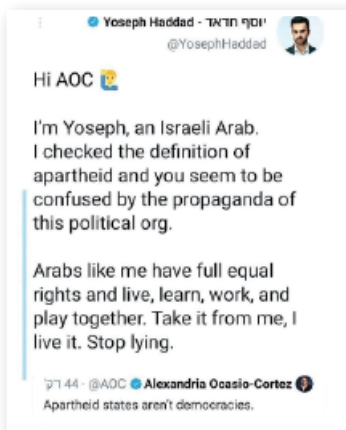 Yoseph Haddad - יוסף חדאד
@YosephHaddad
Hi AOC 🙋‍♂️
I'm Yoseph, an Israeli Arab.
I checked the definition of
apartheid and you seem to be
confused by the propaganda of
this political org.
Arabs like me have full equal
rights and live, learn, work, and
play together. Take it from me, I
live it. Stop lying.
Alexandria Ocasio-Cortez @AOC · 44 דק'
Apartheid states aren't democracies.